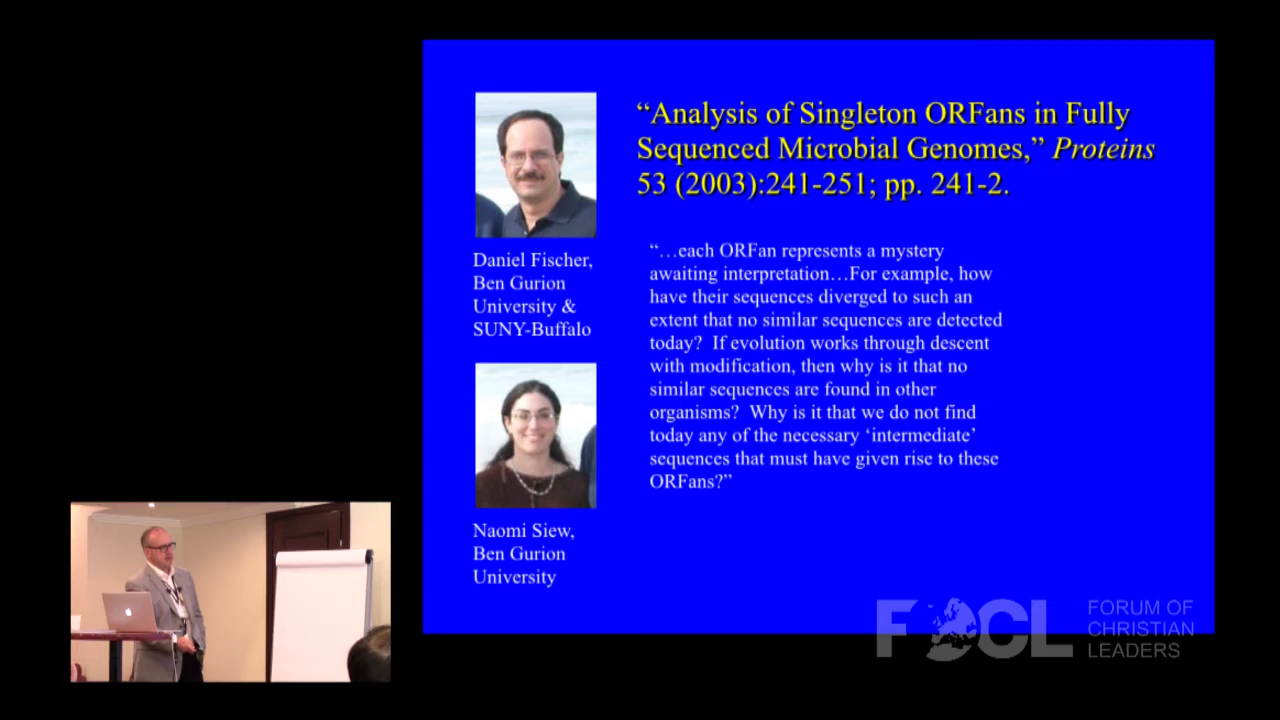 “Analysis of Singleton ORFans in Fully
Sequenced Microbial Genomes,” Proteins
53 (2003):241-251; pp. 241-2.
Daniel Fischer,
Ben Gurion
University &
SUNY-Buffalo
“…each ORFan represents a mystery
awaiting interpretation…For example, how
have their sequences diverged to such an
extent that no similar sequences are detected
today?  If evolution works through descent
with modification, then why is it that no
similar sequences are found in other
organisms?  Why is it that we do not find
today any of the necessary ‘intermediate’
sequences that must have given rise to these
ORFans?”
Naomi Siew,
Ben Gurion
University
FOCL
FORUM OF
CHRISTIAN
LEADERS